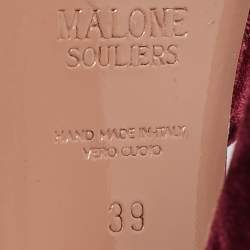 MALONE
SOULIERS
HAND MADE IN ITALY
VERO CUOIO
39